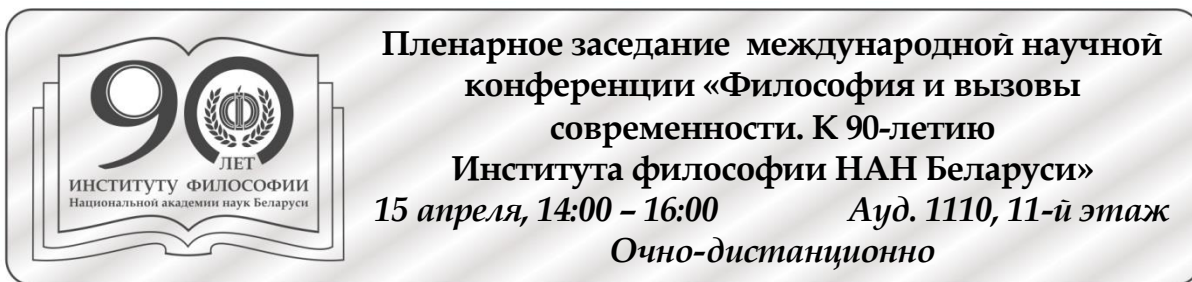 90
Ф
ЛЕТ
ИНСТИТУТУ ФИЛОСОФИИ
Национальной академии наук Беларуси
Пленарное заседание международной научной
конференции «Философия и вызовы
современности. К 90-летию
Института философии НАН Беларуси»
15 апреля, 14:00 – 16:00 Ауд. 1110, 11-й этаж
Очно-дистанционно